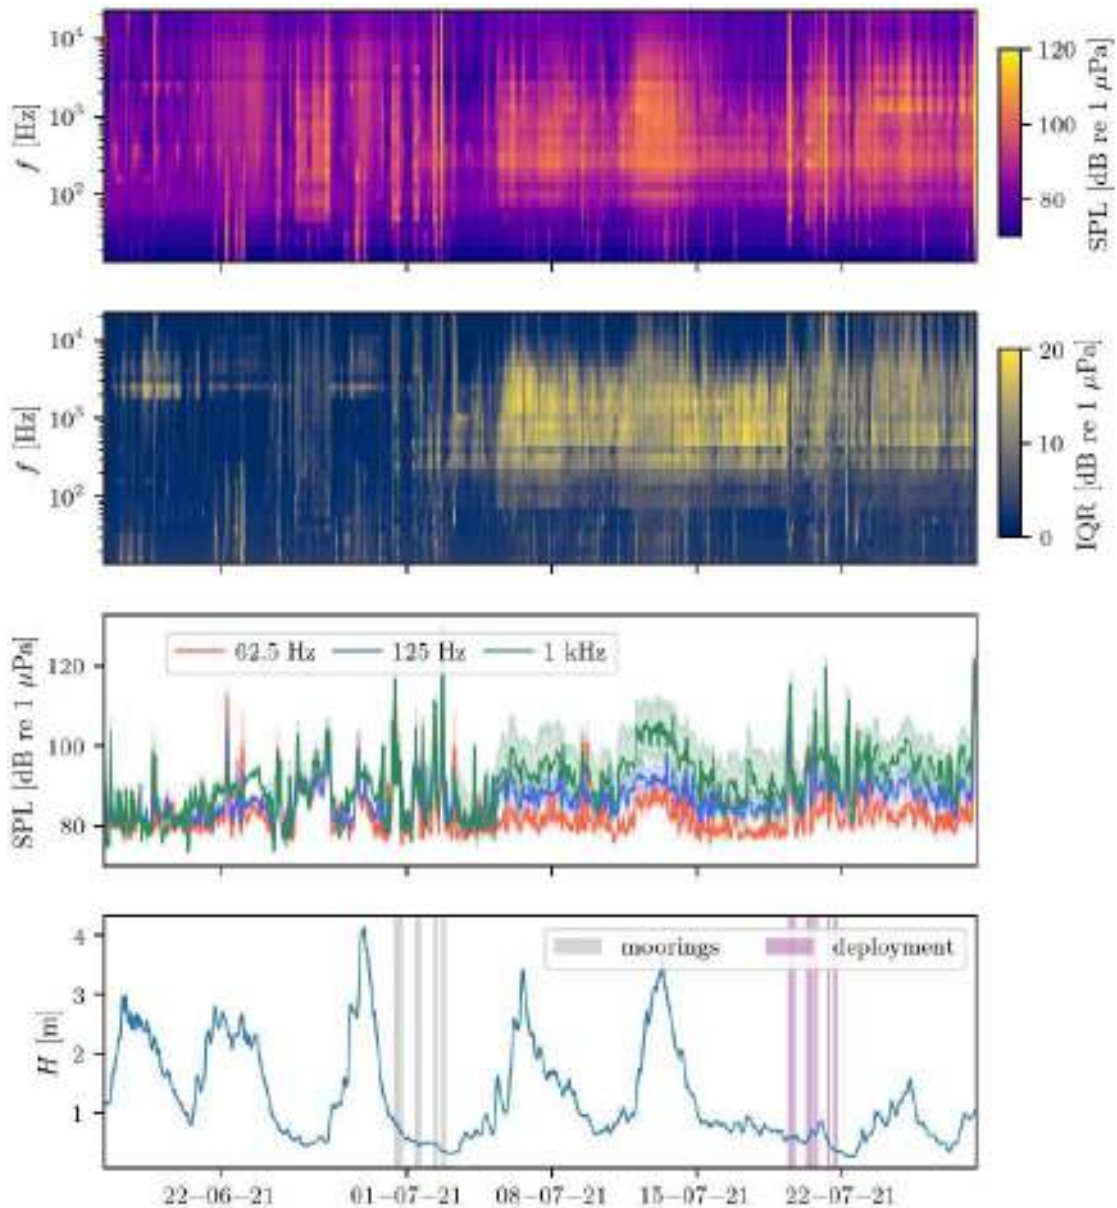 10⁴
10³
10²
f [Hz]
120
100
80
SPL [dB re 1 μPa]
10⁴
10³
10²
f [Hz]
20
10
0
IQR [dB re 1 μPa]
62.5 Hz 125 Hz 1 kHz
120
100
80
SPL [dB re 1 μPa]
moorings deployment
4
3
2
1
H [m]
22-06-21 01-07-21 08-07-21 15-07-21 22-07-21